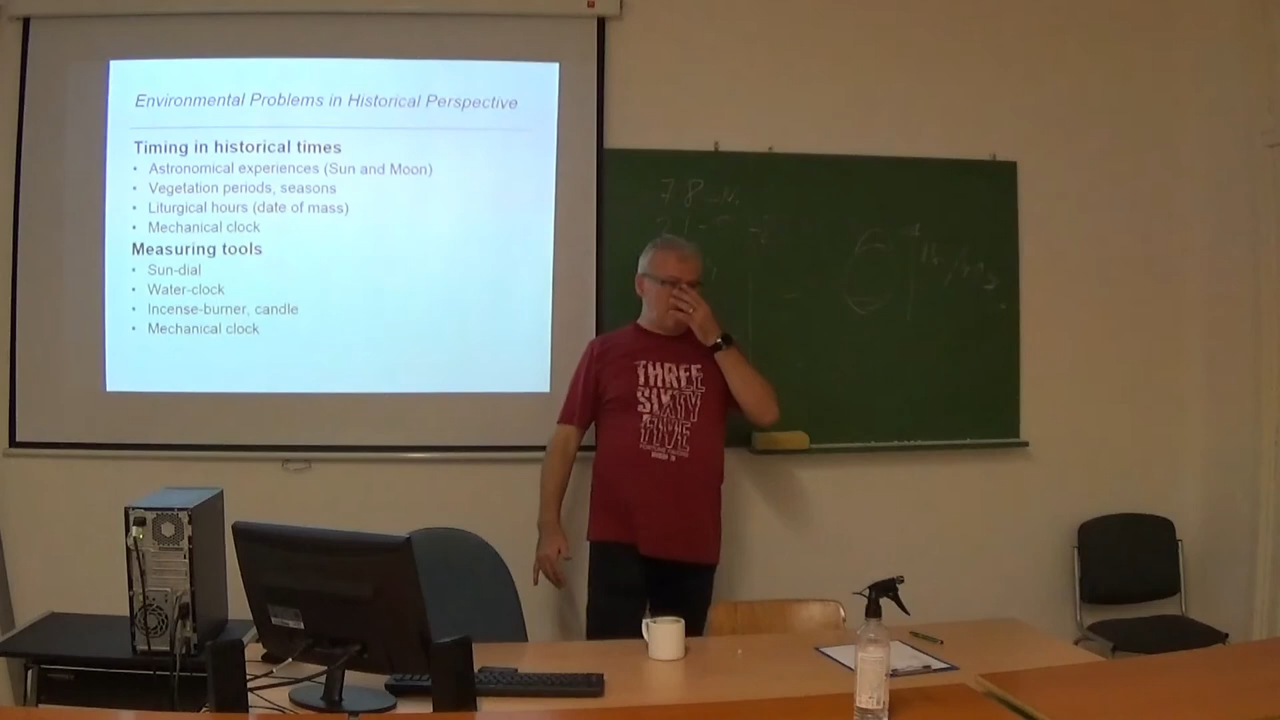 Environmental Problems in Historical Perspective
Timing in historical times
• Astronomical experiences (Sun and Moon)
• Vegetation periods, seasons
• Liturgical hours (date of mass)
• Mechanical clock
Measuring tools
• Sun-dial
• Water-clock
• Incense-burner, candle
• Mechanical clock
78
THREE
SIXTY
FIVE